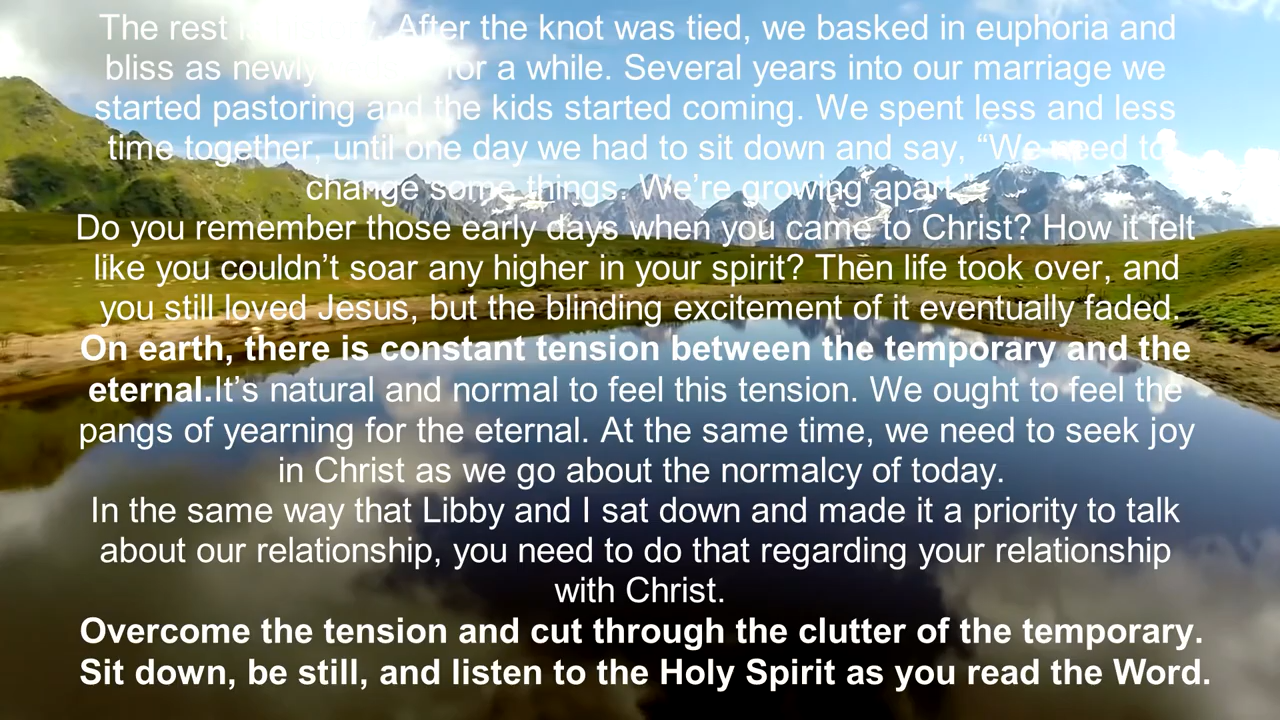 The rest is history. After the knot was tied, we basked in euphoria and
bliss as newlyweds for a while. Several years into our marriage we
started pastoring and the kids started coming. We spent less and less
time together, until one day we had to sit down and say, “We need to
change some things. We’re growing apart.”
Do you remember those early days when you came to Christ? How it felt
like you couldn’t soar any higher in your spirit? Then life took over, and
you still loved Jesus, but the blinding excitement of it eventually faded.
On earth, there is constant tension between the temporary and the
eternal.It’s natural and normal to feel this tension. We ought to feel the
pangs of yearning for the eternal. At the same time, we need to seek joy
in Christ as we go about the normalcy of today.
In the same way that Libby and I sat down and made it a priority to talk
about our relationship, you need to do that regarding your relationship
with Christ.
Overcome the tension and cut through the clutter of the temporary.
Sit down, be still, and listen to the Holy Spirit as you read the Word.